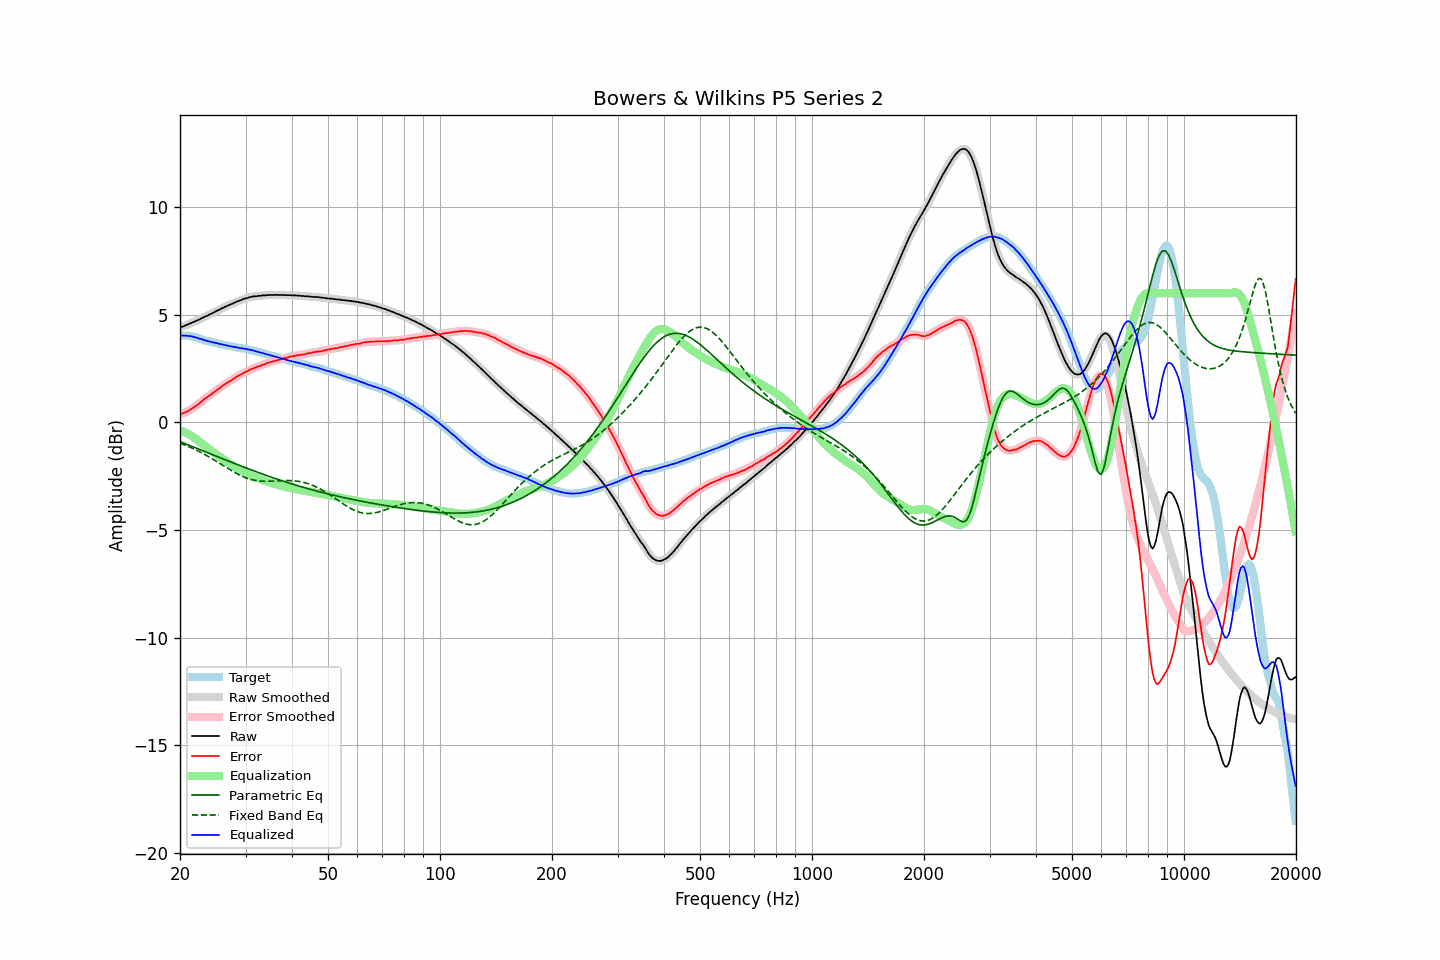 Bowers & Wilkins P5 Series 2
Amplitude (dBr)
10
5
0
−5
−10
−15
−20
Target
Raw Smoothed
Error Smoothed
Raw
Error
Equalization
Parametric Eq
Fixed Band Eq
Equalized
20 50 100 200 500 1000 2000 5000 10000 20000
Frequency (Hz)